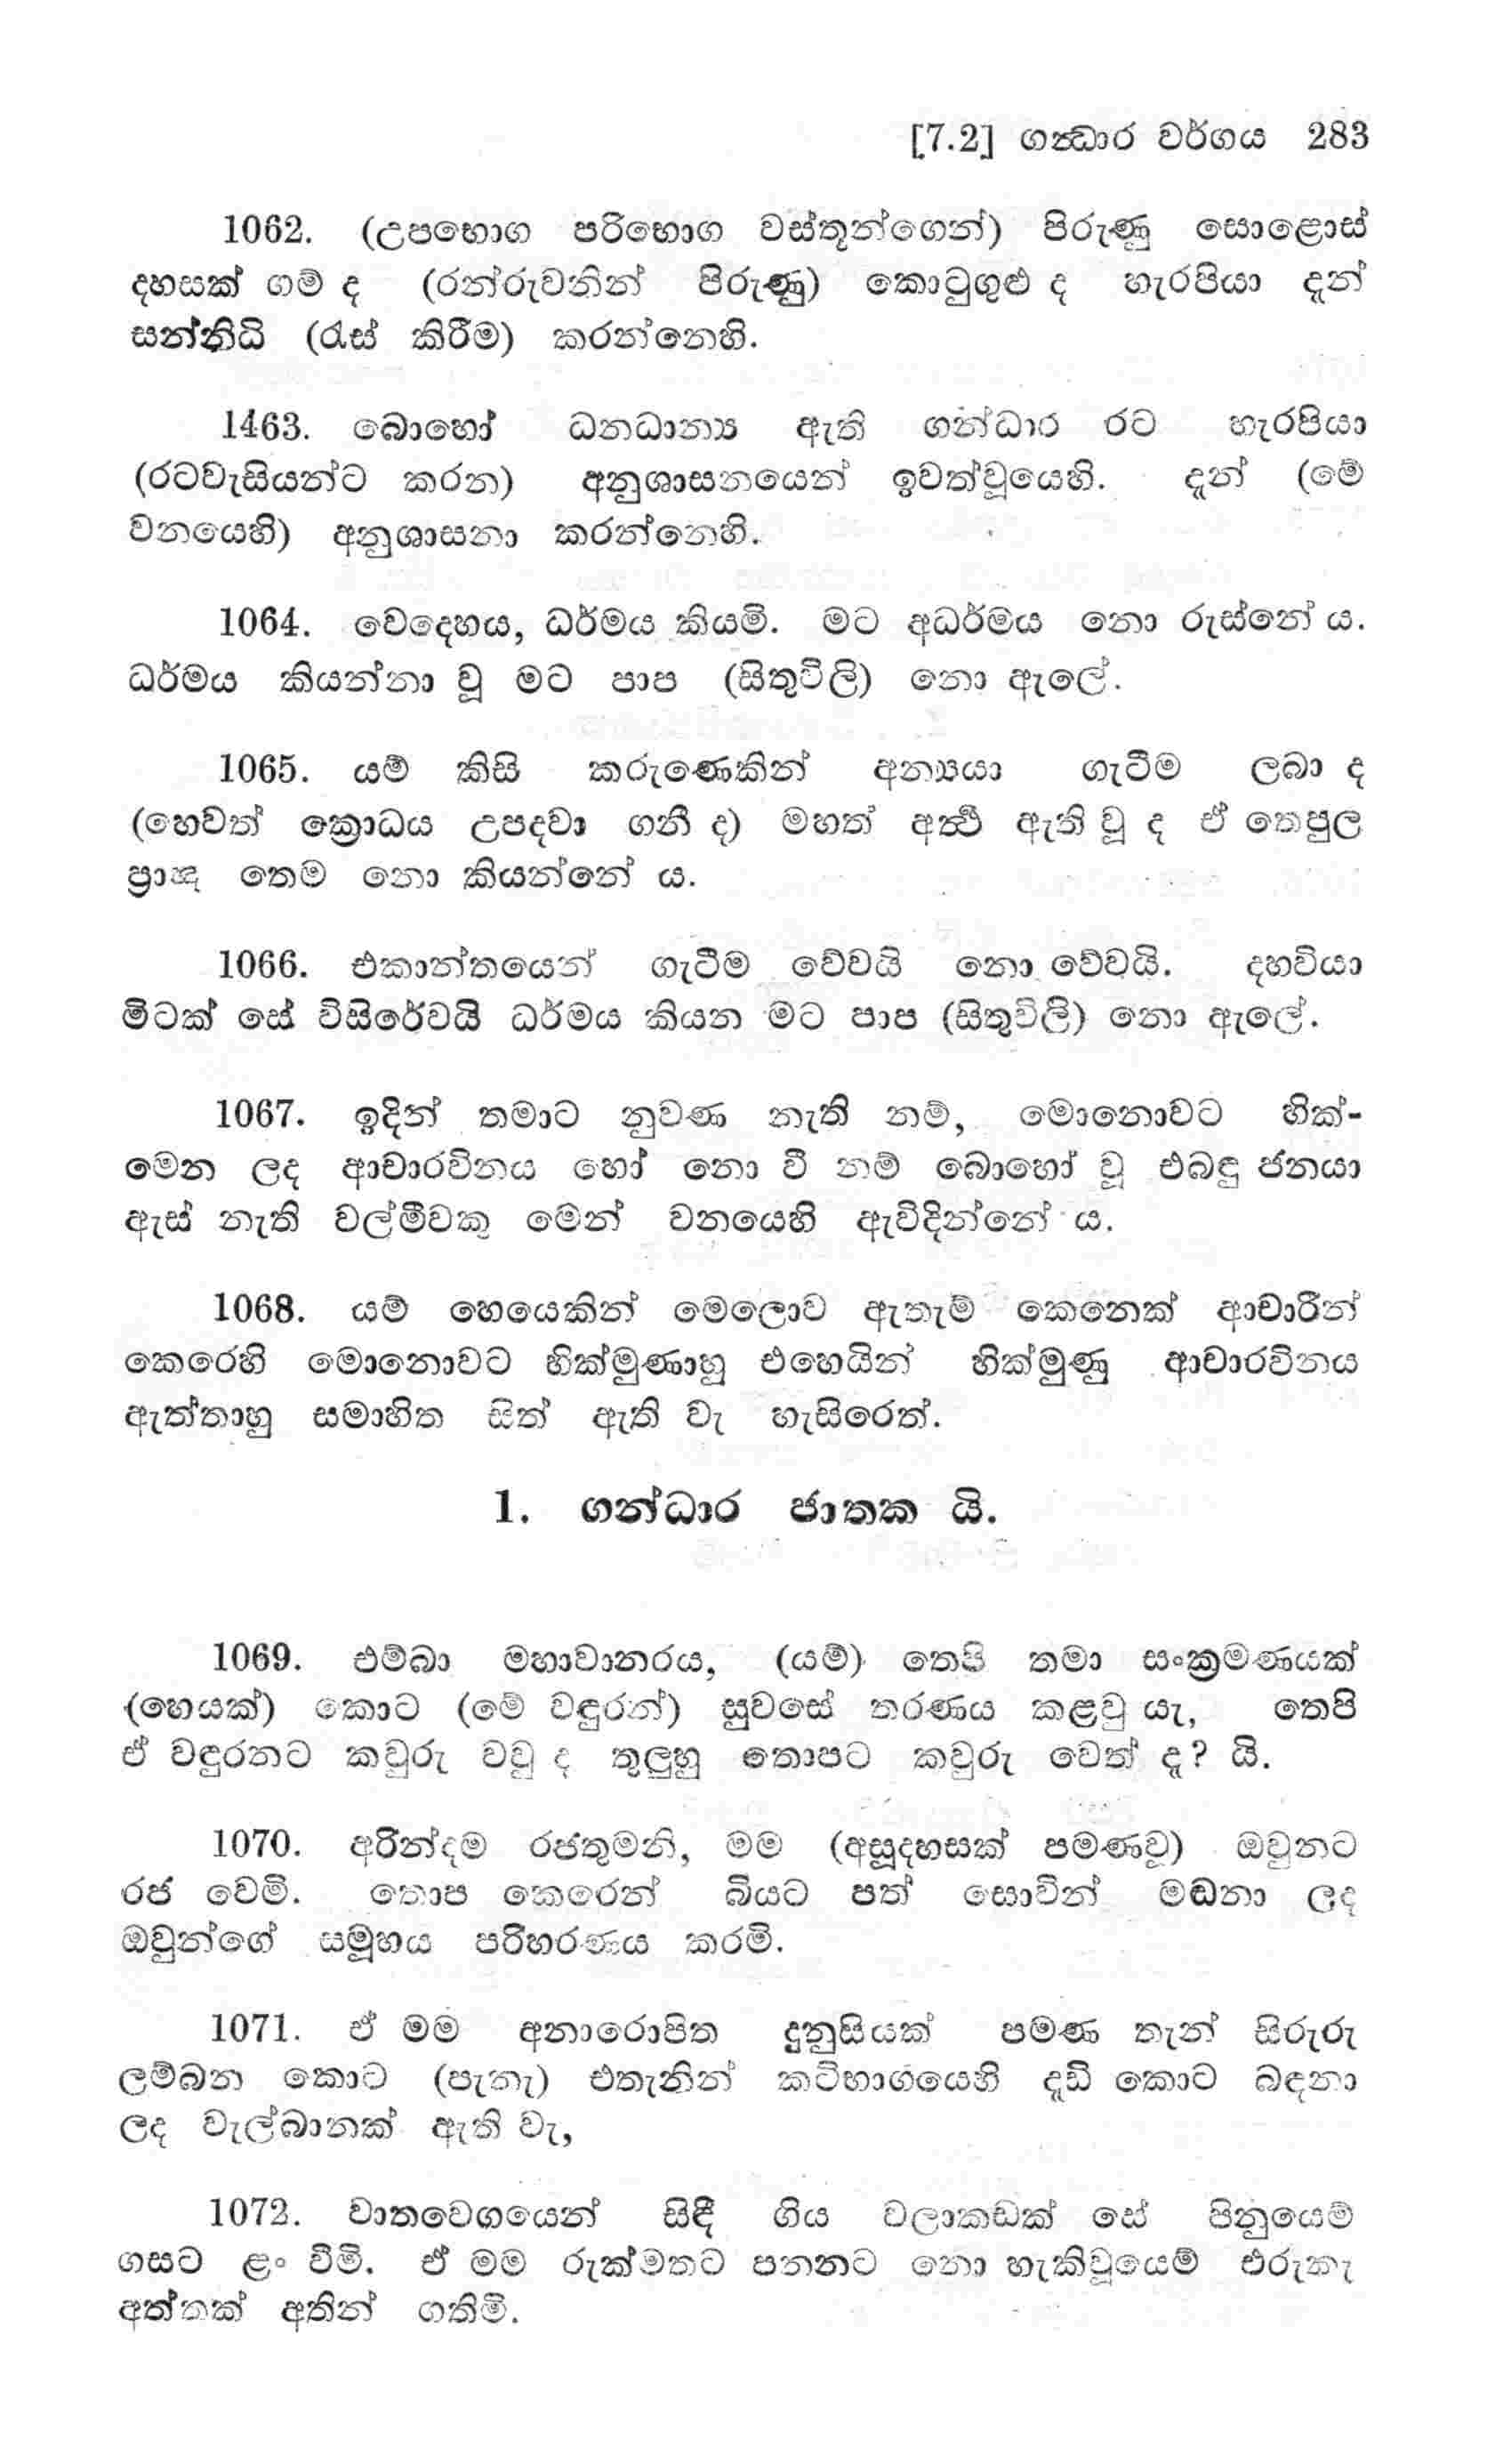 [7.2] ගන්‍ධාර වර්ගය 283
1062. (උපභොග පරිභොග වස්තූන්ගෙන්) පිරුණු සොළොස්
දහසක් ගම් ද (රන්රුවනින් පිරුණු) කොටුගුළු ද හැරපියා දැන්
සන්නිධි (රැස් කිරීම) කරන්නෙහි.
1463. බොහෝ ධනධාන්‍ය ඇති ගන්ධාර රට හැරපියා
(රටවැසියන්ට කරන) අනුශාසනයෙන් ඉවත්වූයෙහි. දැන් (මේ
වනයෙහි) අනුශාසනා කරන්නෙහි.
1064. වෙදෙහය, ධර්මය කියමි. මට අධර්මය නො රුස්නේ ය.
ධර්මය කියන්නා වූ මට පාප (සිතුවිලි) නො ඇලේ.
1065. යම් කිසි කරුණෙකින් අන්‍යයා ගැටීම ලබා ද
(හෙවත් ක්‍රොධය උපදවා ගනී ද) මහත් අර්‍ථ ඇති වූ ද ඒ තෙපුල
ප්‍රාඥ තෙම නො කියන්නේ ය.
1066. එකාන්තයෙන් ගැටීම වේවයි නො වේවයි. දහවියා
මිටක් සේ විසිරේවයි ධර්මය කියන මට පාප (සිතුවිලි) නො ඇලේ.
1067. ඉදින් තමාට නුවණ නැති නම්, මොනොවට හික්-
මෙන ලද ආචාරවිනය හෝ නො වී නම් බොහෝ වූ එබඳු ජනයා
ඇස් නැති වල්මීවකු මෙන් වනයෙහි ඇවිදින්නේ ය.
1068. යම් හෙයෙකින් මෙලොව ඇතැම් කෙනෙක් ආචාරීන්
කෙරෙහි මොනොවට හික්මුණාහු එහෙයින් හික්මුණු ආචාරවිනය
ඇත්තාහු සමාහිත සිත් ඇති වැ හැසිරෙත්.
1. ගන්ධාර ජාතක යි.
1069. එම්බා මහාවානරය, (යම්) තෙපි තමා සංක්‍රමණයක්
(හෙයක්) කොට (මේ වඳුරන්) සුවසේ තරණය කළවු යැ, තෙපි
ඒ වඳුරනට කවුරු වවු ද තුලුහු තොපට කවුරු වෙත් ද? යි.
1070. අරින්දම රජතුමනි, මම (අසූදහසක් පමණවූ) ඔවුනට
රජ වෙමි. තොප කෙරෙන් බියට පත් සොවින් මඬනා ලද
ඔවුන්ගේ සමූහය පරිහරණය කරමි.
1071. ඒ මම අනාරොපිත දුනුසියක් පමණ තැන් සිරුරු
ලම්බන කොට (පැනැ) එතැනින් කටිභාගයෙහි දැඩි කොට බඳනා
ලද වැල්බානක් ඇති වැ,
1072. වාතවෙගයෙන් සිඳී ගිය වලාකඩක් සේ පිනුයෙම්
ගසට ළං වීමි. ඒ මම රුක්මතට පනනට නො හැකිවූයෙම් එරුකැ
අත්තක් අතින් ගතිමි.